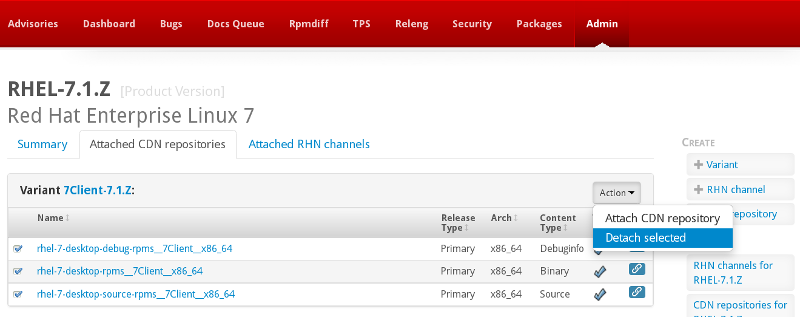 Advisories Dashboard Bugs Docs Queue Rpmdiff TPS Releng Security Packages Admin
RHEL-7.1.Z [Product Version]
Red Hat Enterprise Linux 7
Summary Attached CDN repositories Attached RHN channels
Variant 7Client-7.1.Z:
Action
Attach CDN repository
Detach selected
Name Release Type Arch Content Type
rhel-7-desktop-debug-rpms__7Client__x86_64 Primary x86_64 Debuginfo
rhel-7-desktop-rpms__7Client__x86_64 Primary x86_64 Binary
rhel-7-desktop-source-rpms__7Client__x86_64 Primary x86_64 Source
CREATE
Variant
RHN channel
repository
RHN channels for
RHEL-7.1.Z
CDN repositories for